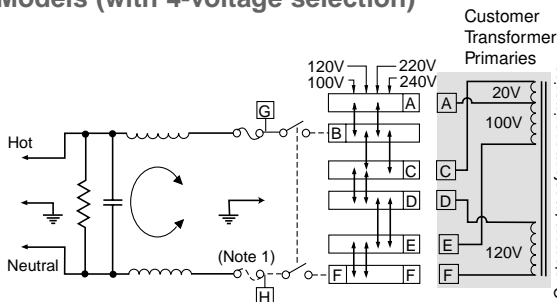 Models (with 4-voltage selection)
Customer
Transformer
Primaries
120V 220V
100V 240V
A A 20V
G
100V
B
Hot
C C
D D
E E
(Note 1) 120V
Neutral
F F F
H